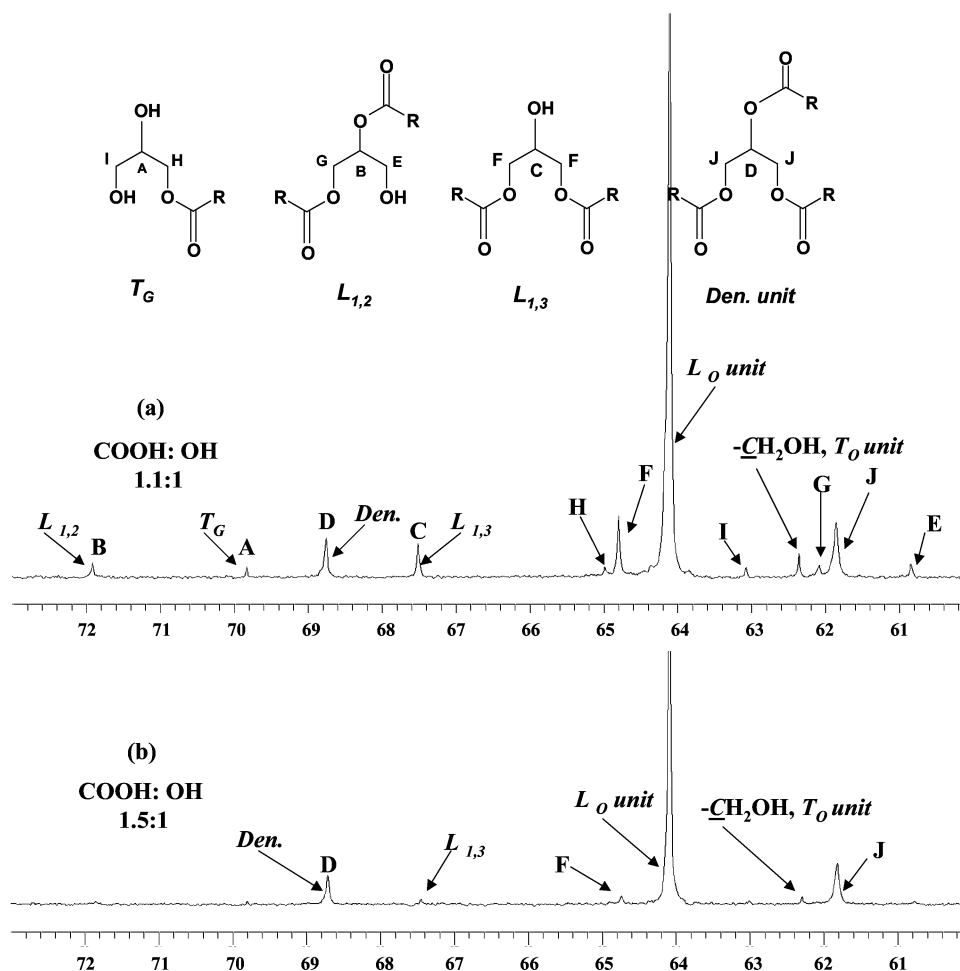 O
O
R
R
OH
OH
O
O
I
H
G
E
F
F
J
J
A
B
C
D
OH
O
R
R
O
OH
R
O
O
R
R
O
O
R
O
O
O
O
O
O
T_G
L_1,2
L_1,3
Den. unit
L_O unit
(a)
COOH: OH
1.1:1
-CH2OH, T_O unit
F
G
J
H
I
E
L_1,2
B
T_G
A
D
Den.
C
L_1,3
72 71 70 69 68 67 66 65 64 63 62 61
(b)
COOH: OH
1.5:1
L_O unit
-CH2OH, T_O unit
Den.
D
L_1,3
F
J
72 71 70 69 68 67 66 65 64 63 62 61